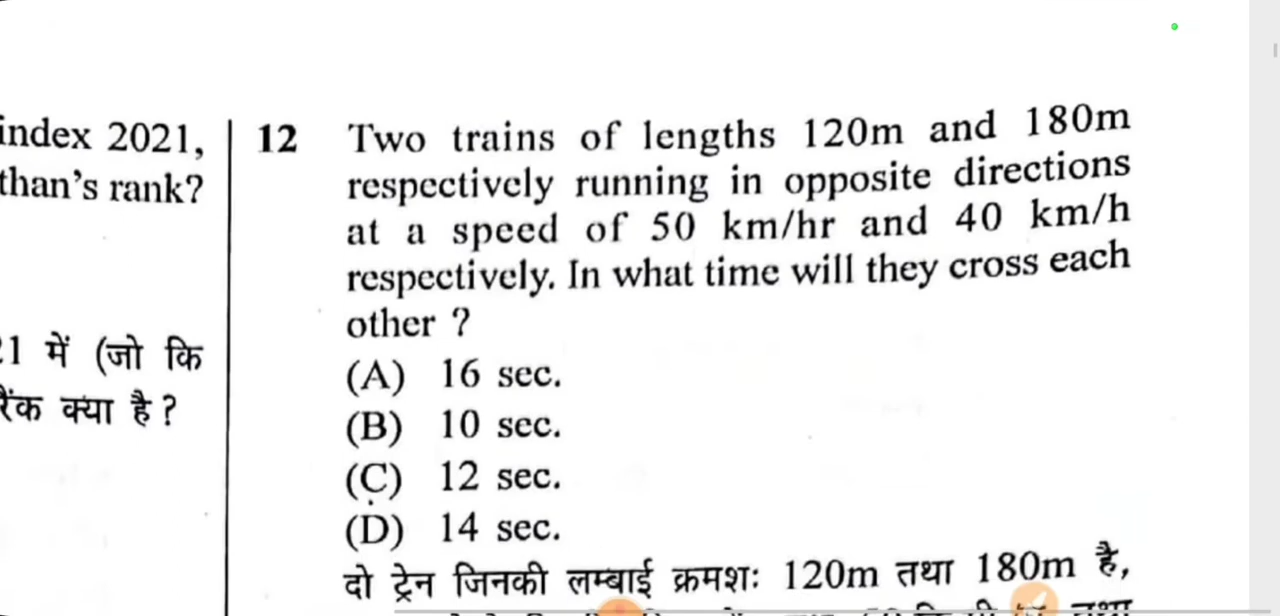 index 2021,
than's rank?
21 में (जो कि
रैंक क्या है?
12 Two trains of lengths 120m and 180m
respectively running in opposite directions
at a speed of 50 km/hr and 40 km/h
respectively. In what time will they cross each
other ?
(A) 16 sec.
(B) 10 sec.
(C) 12 sec.
(D) 14 sec.
दो ट्रेन जिनकी लम्बाई क्रमशः 120m तथा 180m है,